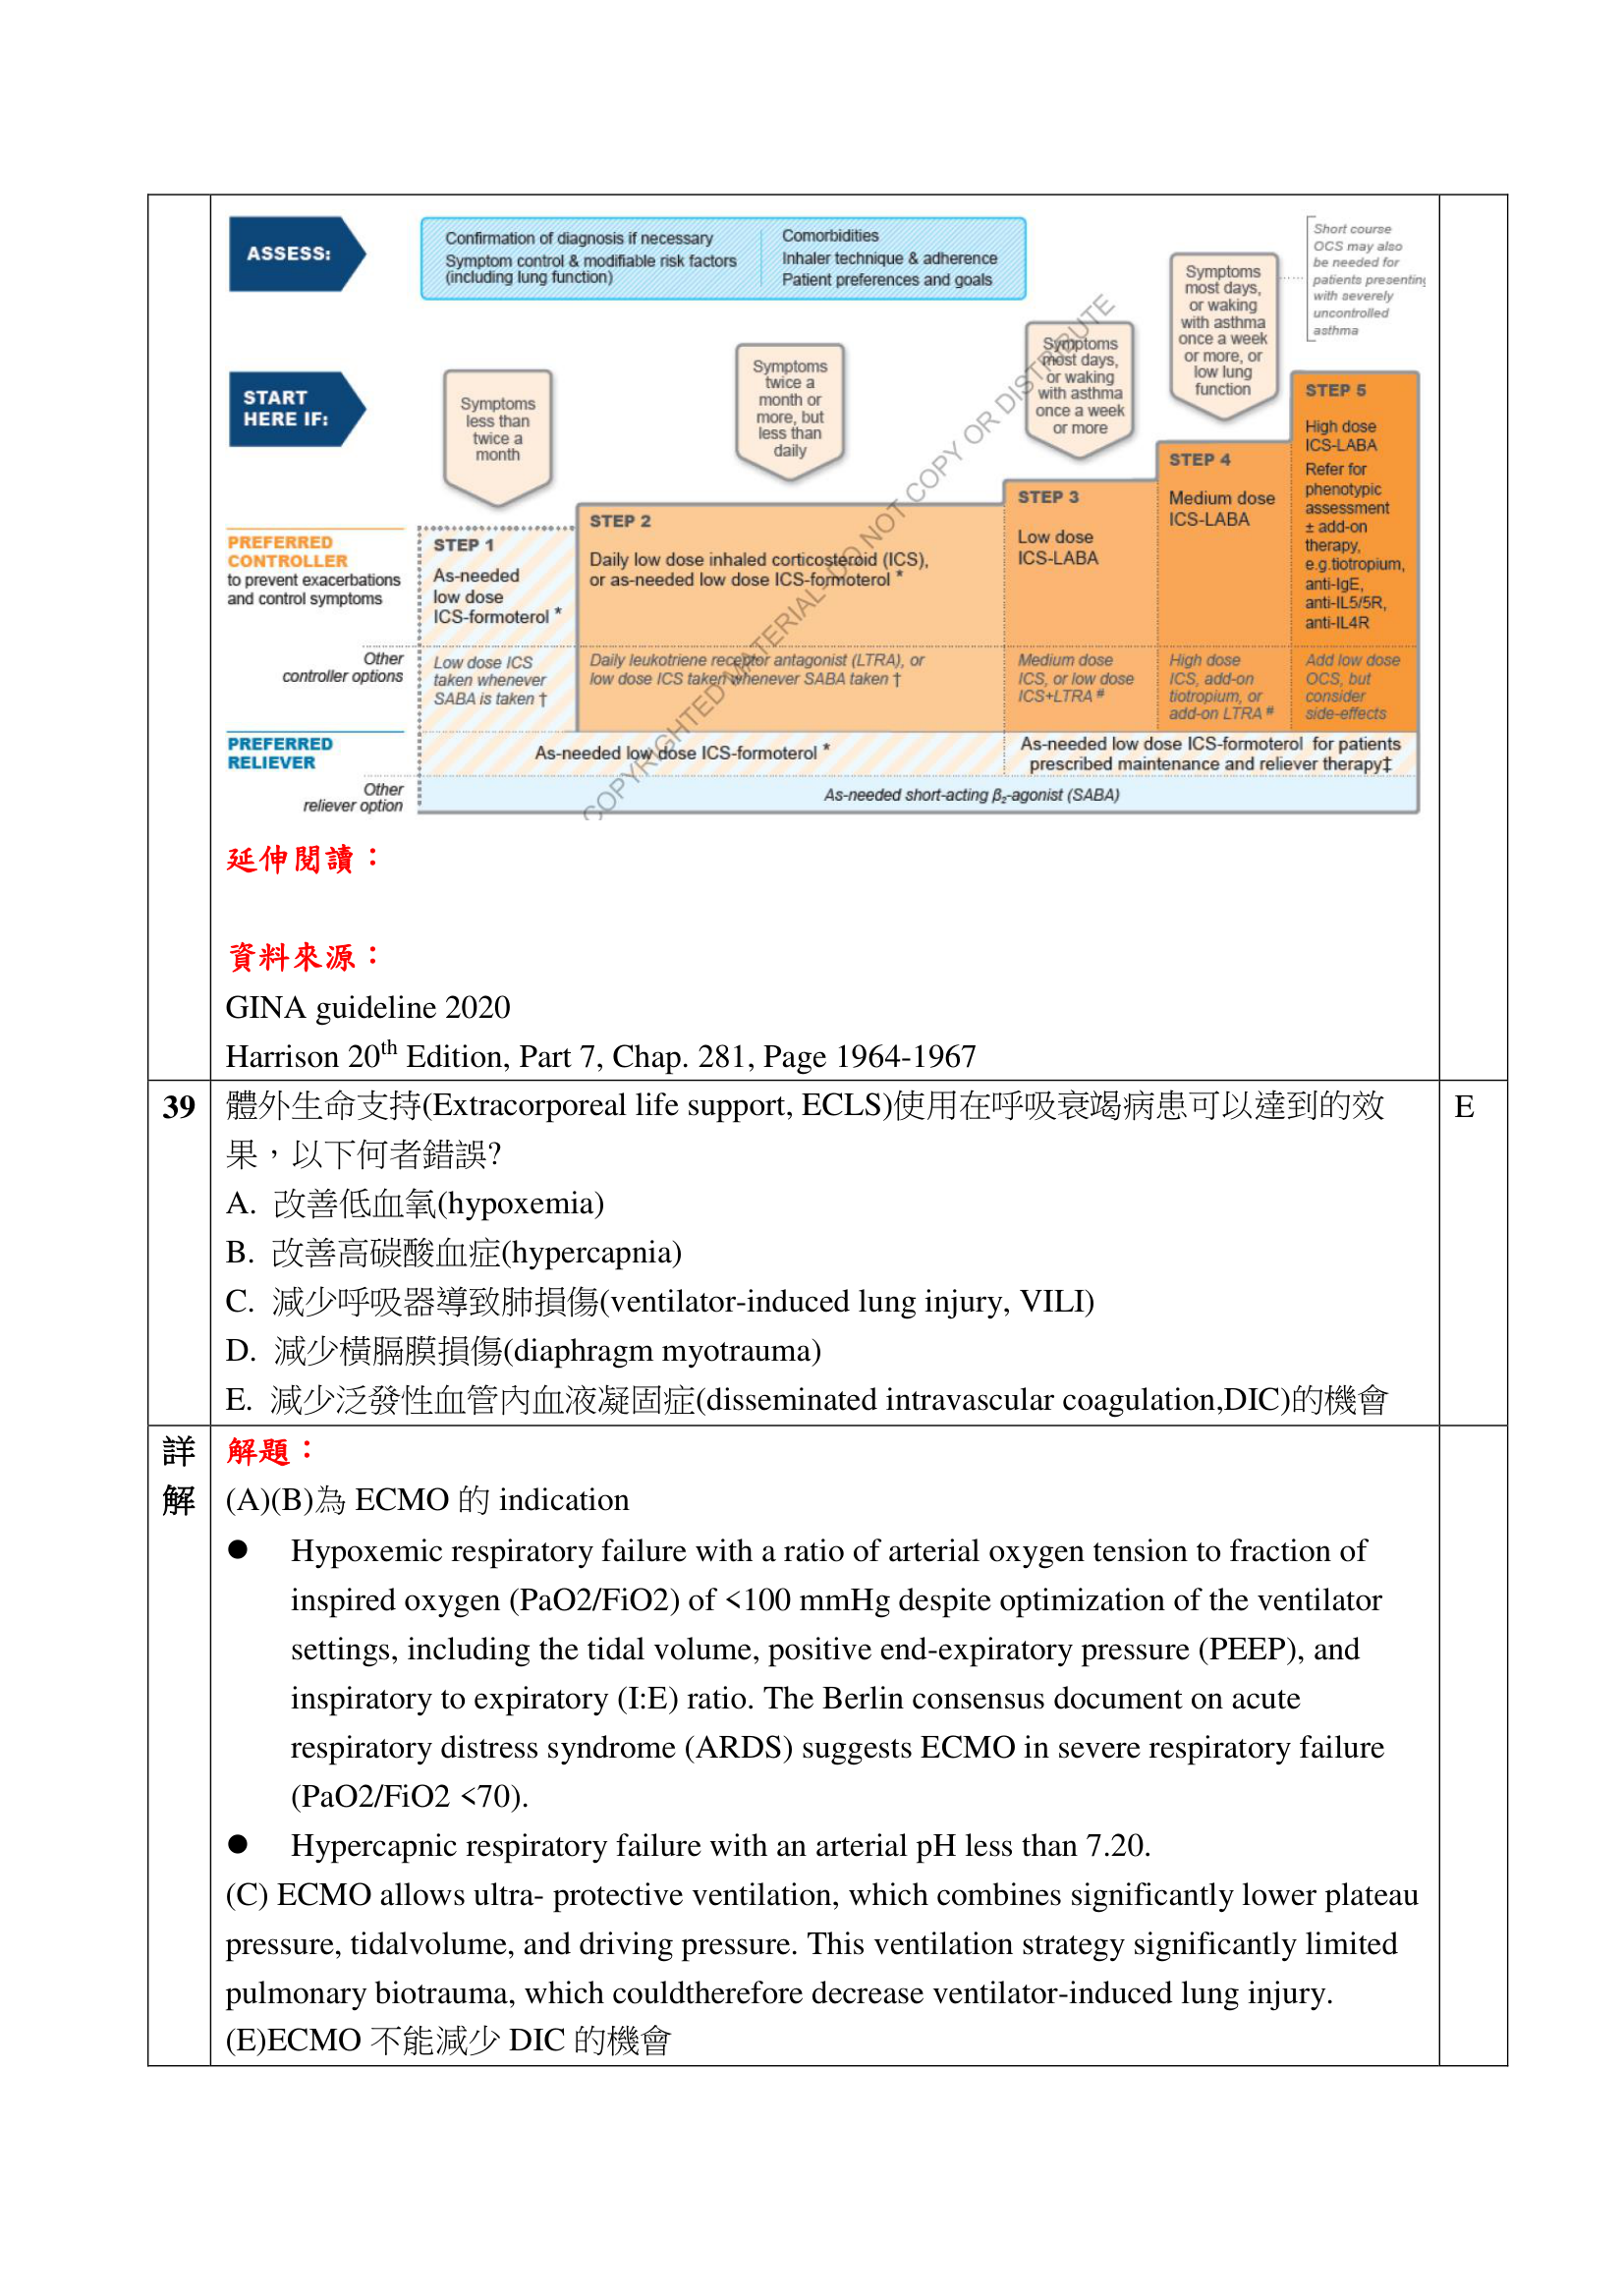 ASSESS:
Confirmation of diagnosis if necessary
Symptom control & modifiable risk factors
(including lung function)
Comorbidities
Inhaler technique & adherence
Patient preferences and goals
Short course
OCS may also
be needed for
patients presenting
with severely
uncontrolled
asthma
START
HERE IF:
Symptoms
less than
twice a
month
Symptoms
twice a
month or
more, but
less than
daily
Symptoms
most days,
or waking
with asthma
once a week
or more
Symptoms
most days,
or waking
with asthma
once a week
or more, or
low lung
function
PREFERRED
CONTROLLER
to prevent exacerbations
and control symptoms
STEP 1
As-needed
low dose
ICS-formoterol *
STEP 2
Daily low dose inhaled corticosteroid (ICS),
or as-needed low dose ICS-formoterol *
STEP 3
Low dose
ICS-LABA
STEP 4
Medium dose
ICS-LABA
STEP 5
High dose
ICS-LABA
Refer for
phenotypic
assessment
± add-on
therapy,
e.g.tiotropium,
anti-IgE,
anti-IL5/5R,
anti-IL4R
Other
controller options
Low dose ICS
taken whenever
SABA is taken †
Daily leukotriene receptor antagonist (LTRA), or
low dose ICS taken whenever SABA taken †
Medium dose
ICS, or low dose
ICS+LTRA #
High dose
ICS, add-on
tiotropium, or
add-on LTRA #
Add low dose
OCS, but
consider
side-effects
PREFERRED
RELIEVER
As-needed low dose ICS-formoterol *
As-needed low dose ICS-formoterol for patients
prescribed maintenance and reliever therapy‡
Other
reliever option
As-needed short-acting β₂-agonist (SABA)
COPYRIGHTED MATERIAL- DO NOT COPY OR DISTRIBUTE
延伸閱讀：
資料來源：
GINA guideline 2020
Harrison 20th Edition, Part 7, Chap. 281, Page 1964-1967
39 體外生命支持(Extracorporeal life support, ECLS)使用在呼吸衰竭病患可以達到的效 E
果，以下何者錯誤?
A. 改善低血氧(hypoxemia)
B. 改善高碳酸血症(hypercapnia)
C. 減少呼吸器導致肺損傷(ventilator-induced lung injury, VILI)
D. 減少橫膈膜損傷(diaphragm myotrauma)
E. 減少泛發性血管內血液凝固症(disseminated intravascular coagulation,DIC)的機會
詳解
解題：
(A)(B)為 ECMO 的 indication
● Hypoxemic respiratory failure with a ratio of arterial oxygen tension to fraction of
inspired oxygen (PaO2/FiO2) of <100 mmHg despite optimization of the ventilator
settings, including the tidal volume, positive end-expiratory pressure (PEEP), and
inspiratory to expiratory (I:E) ratio. The Berlin consensus document on acute
respiratory distress syndrome (ARDS) suggests ECMO in severe respiratory failure
(PaO2/FiO2 <70).
● Hypercapnic respiratory failure with an arterial pH less than 7.20.
(C) ECMO allows ultra- protective ventilation, which combines significantly lower plateau
pressure, tidalvolume, and driving pressure. This ventilation strategy significantly limited
pulmonary biotrauma, which couldtherefore decrease ventilator-induced lung injury.
(E)ECMO 不能減少 DIC 的機會